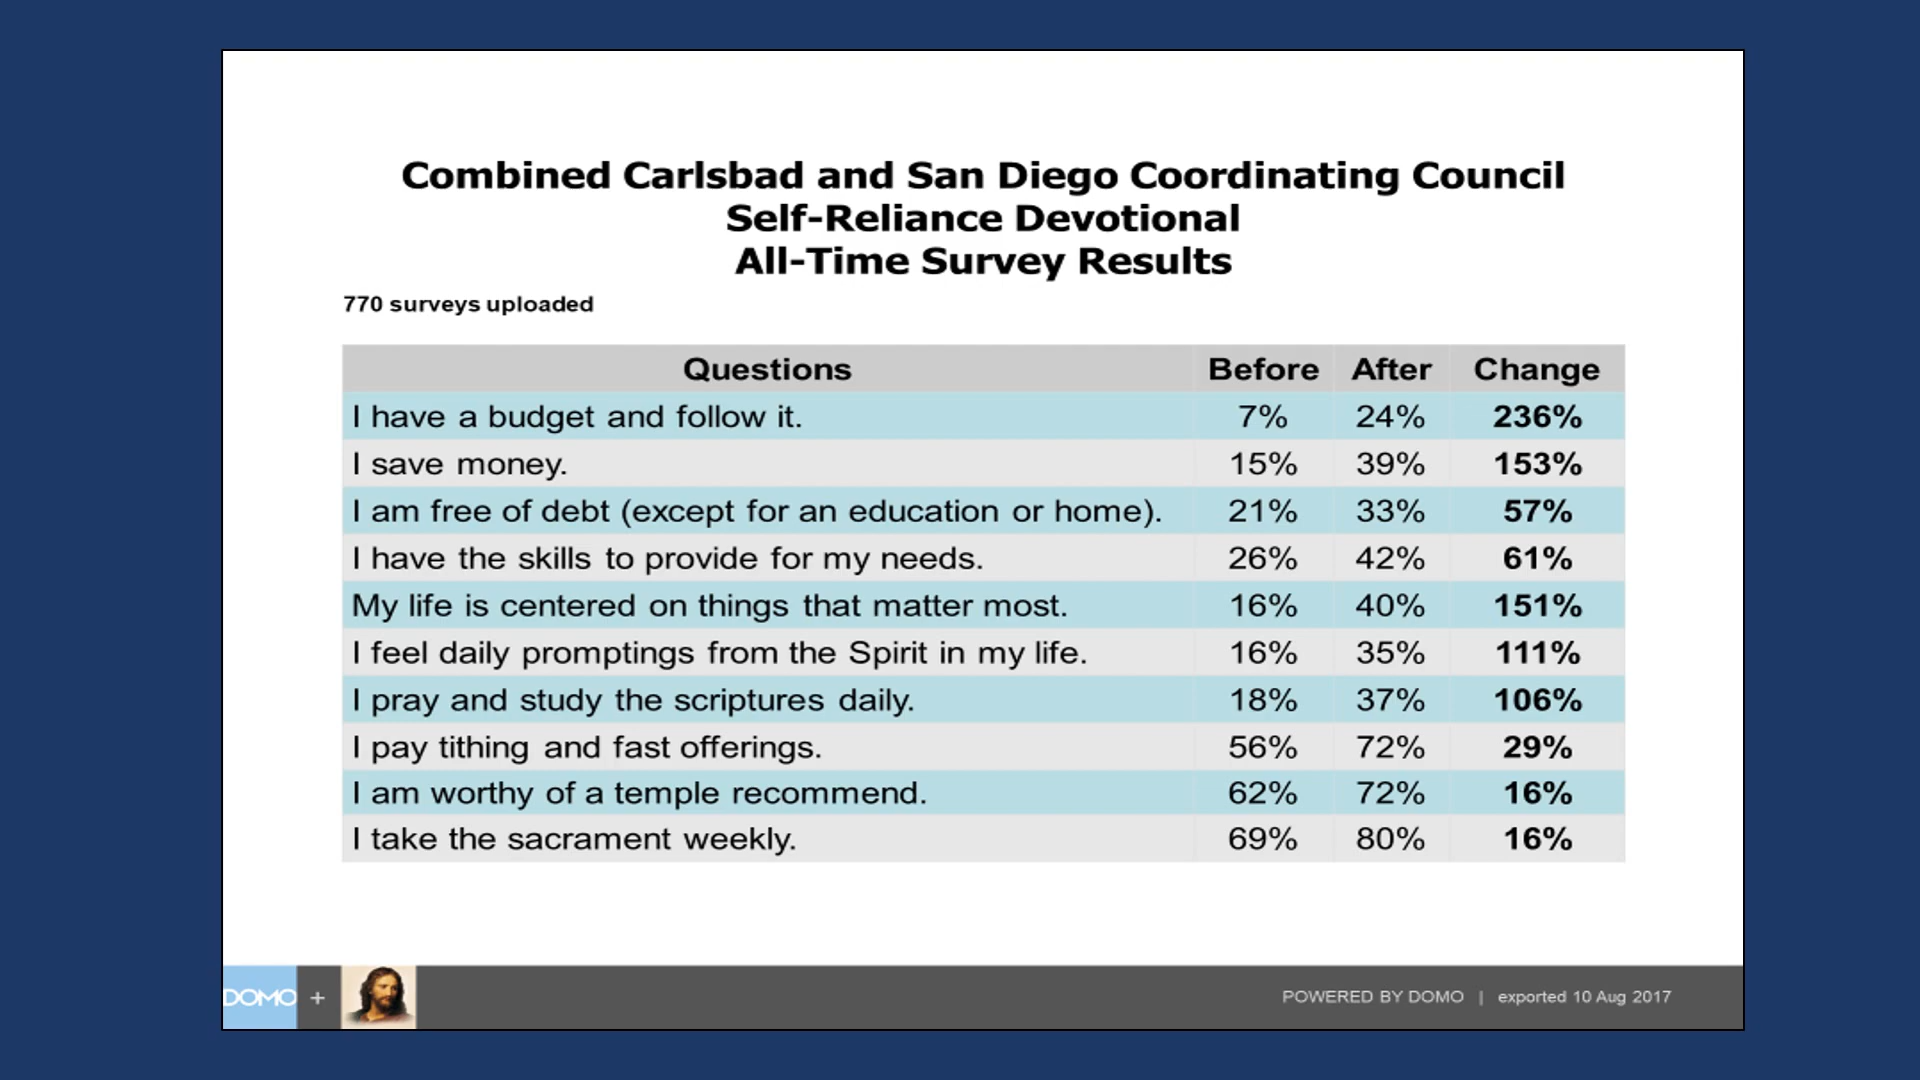 Combined Carlsbad and San Diego Coordinating Council
Self-Reliance Devotional
All-Time Survey Results
770 surveys uploaded
Questions Before After Change
I have a budget and follow it. 7% 24% 236%
I save money. 15% 39% 153%
I am free of debt (except for an education or home). 21% 33% 57%
I have the skills to provide for my needs. 26% 42% 61%
My life is centered on things that matter most. 16% 40% 151%
I feel daily promptings from the Spirit in my life. 16% 35% 111%
I pray and study the scriptures daily. 18% 37% 106%
I pay tithing and fast offerings. 56% 72% 29%
I am worthy of a temple recommend. 62% 72% 16%
I take the sacrament weekly. 69% 80% 16%
DOMO + POWERED BY DOMO | exported 10 Aug 2017